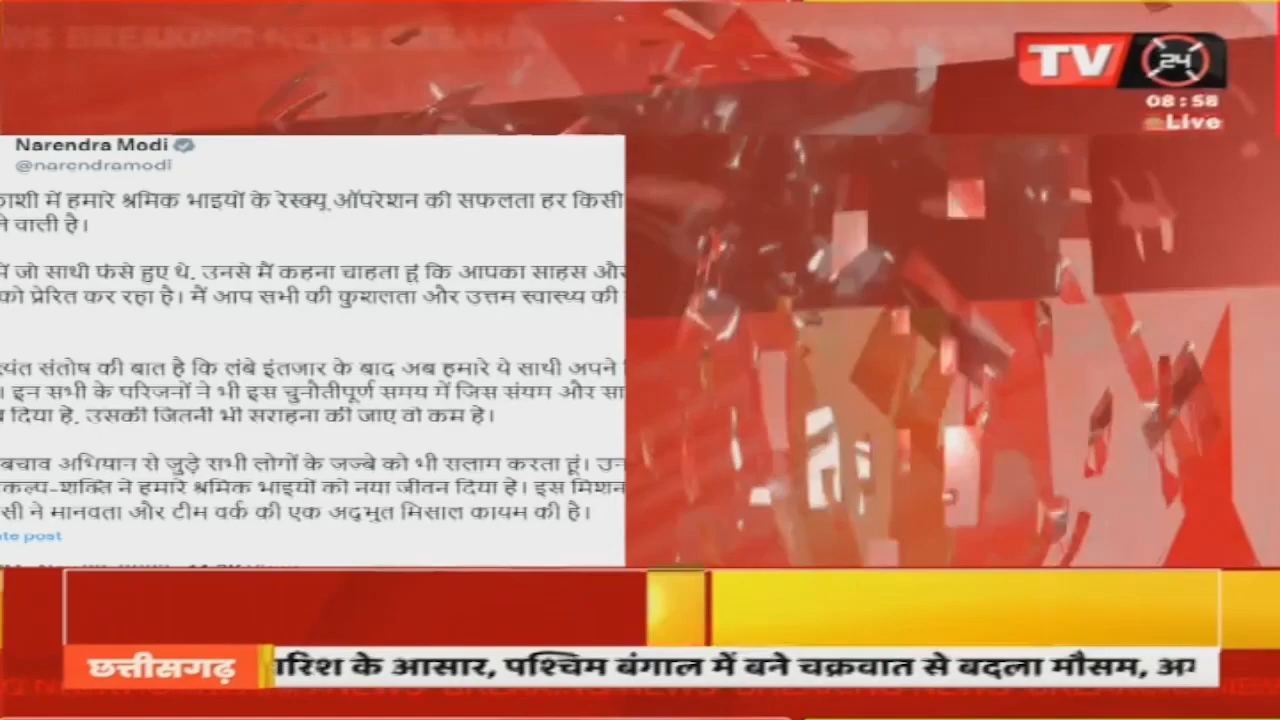 BREAKING NEWS
TV 24
08:58
Live
Narendra Modi
@narendramodi
काशी में हमारे श्रमिक भाइयों के रेस्क्यू ऑपरेशन की सफलता हर किसी
वाली है।
में जो साथी फंसे हुए थे, उनसे मैं कहना चाहता हूं कि आपका साहस और
को प्रेरित कर रहा है। मैं आप सभी की कुशलता और उत्तम स्वास्थ्य की
संतोष की बात है कि लंबे इंतजार के बाद अब हमारे ये साथी अपने
। इन सभी के परिजनों ने भी इस चुनौतीपूर्ण समय में जिस संयम और
दिया है, उसकी जितनी भी सराहना की जाए वो कम है।
बचाव अभियान से जुड़े सभी लोगों के जज्बे को भी सलाम करता हूं।
कल्प-शक्ति ने हमारे श्रमिक भाइयों को नया जीवन दिया है। इस मिशन
सी ने मानवता और टीम वर्क की एक अद्भुत मिसाल कायम की है।
ate post
छत्तीसगढ़ ारिश के आसार, पश्चिम बंगाल में बने चक्रवात से बदला मौसम,